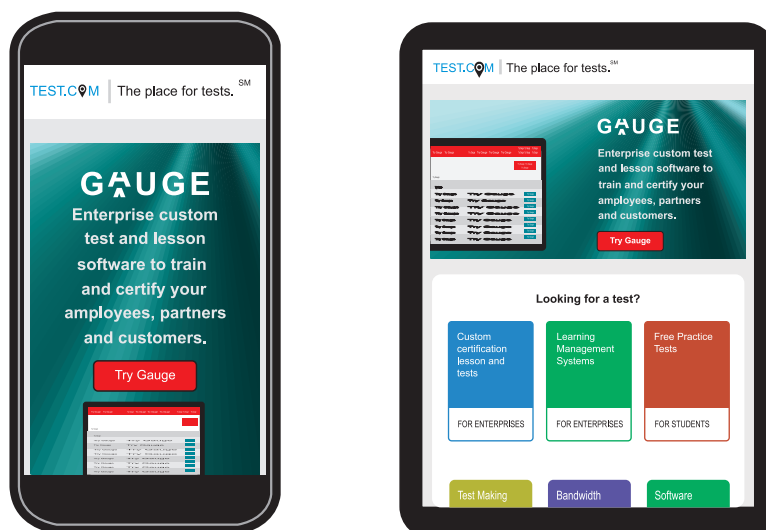 TEST.COM The place for tests. SM
GAUGE
Enterprise custom
test and lesson
software to train
and certify your
amployees, partners
and customers.
Try Gauge
TEST.COM The place for tests. SM
GAUGE
Enterprise custom test
and lesson software to
train and certify your
amployees, partners
and customers.
Try Gauge
Looking for a test?
Custom
certification
lesson and
tests
FOR ENTERPRISES
Learning
Management
Systems
FOR ENTERPRISES
Free Practice
Tests
FOR STUDENTS
Test Making
Bandwidth
Software